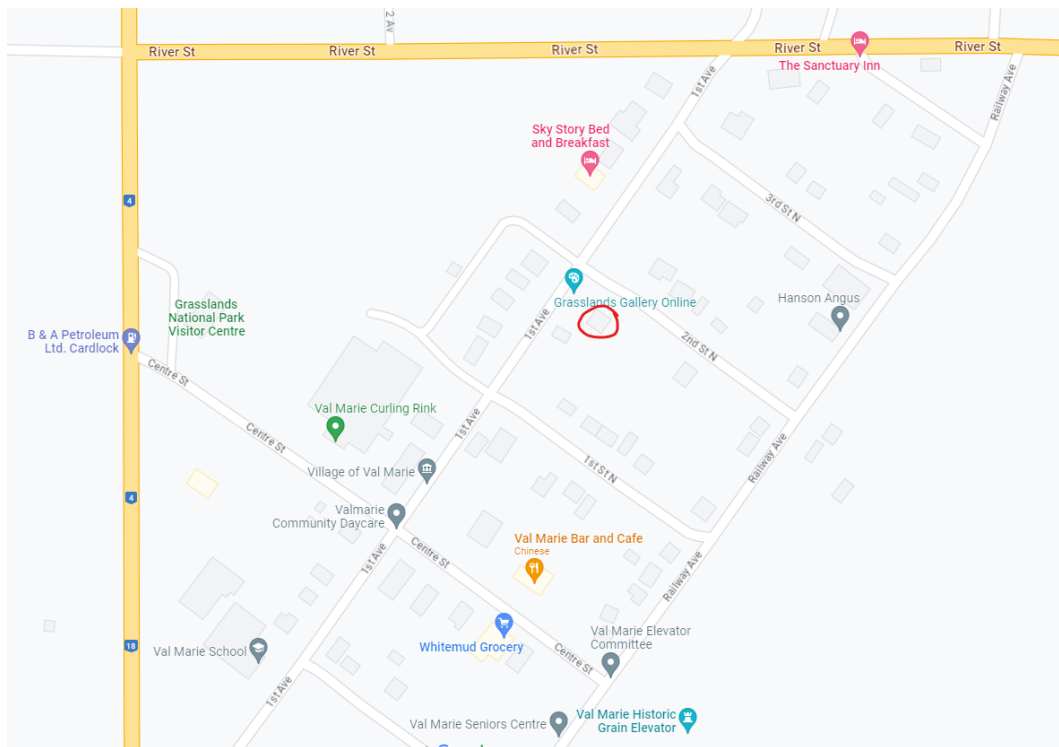 2 Av
River St
River St
River St
River St
River St
The Sanctuary Inn
1st Ave
Railway Ave
Sky Story Bed
and Breakfast
4
3rd St N
Grasslands Gallery Online
Hanson Angus
Grasslands
National Park
Visitor Centre
B & A Petroleum
Ltd. Cardlock
1st Ave
2nd St N
Centre St
Val Marie Curling Rink
1st Ave
Centre St
Railway Ave
Village of Val Marie
1st St N
4
Valmarie
Community Daycare
Centre St
Val Marie Bar and Cafe
Chinese
1st Ave
Railway Ave
Whitemud Grocery
Val Marie Elevator
Committee
18
Val Marie School
Centre St
1st Ave
Val Marie Seniors Centre
Val Marie Historic
Grain Elevator